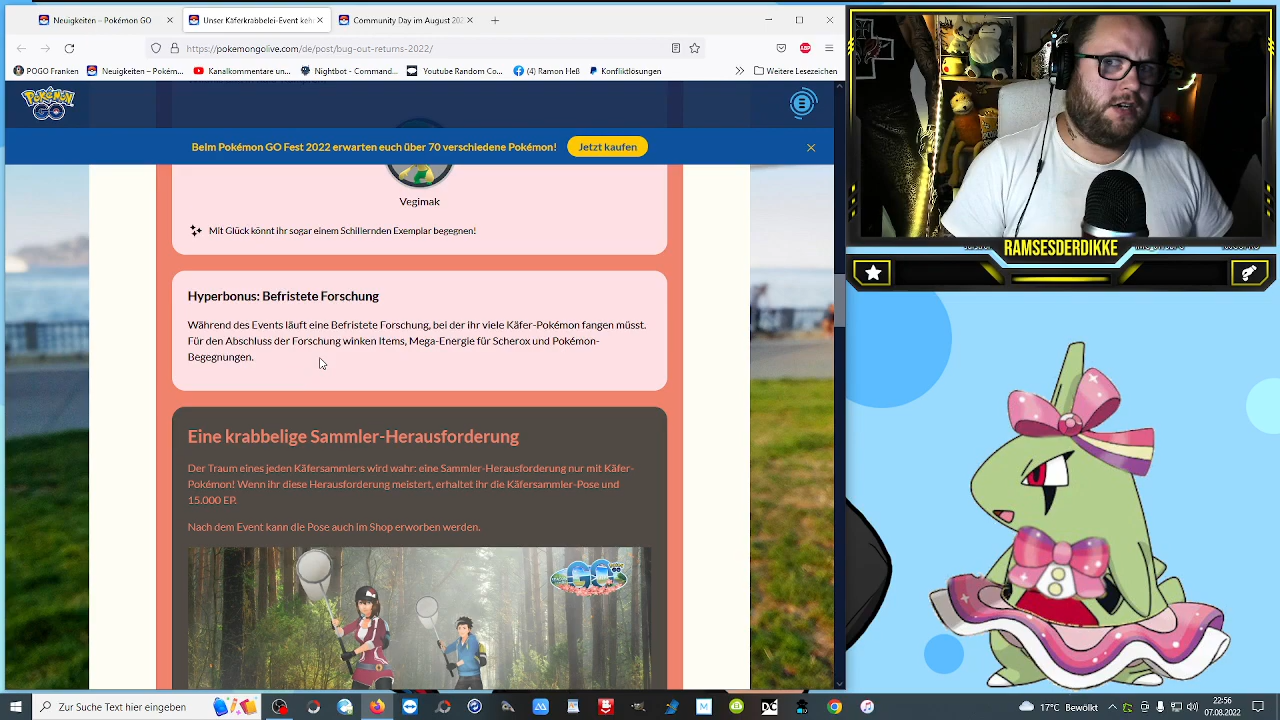 Neuigkeiten – Pokémon GO
Unser Krabbelei-Event kehr
Community Day im August 202
https://pokemongolive.com/de/post/bug-out-returns-2022/
POGO Franken
Neuigkeiten – Pokém...
Kanalkommentare un...
Nightbot - Command...
Youtube Random Co...
(4) Ramon Heß
Konfliktlösungen
Weitere Lesezeichen
POKÉMON GO
Beim Pokémon GO Fest 2022 erwarten euch über 70 verschiedene Pokémon!
Jetzt kaufen
Vegimak
Mit Glück könnt ihr sogar einem Schillernden Exemplar begegnen!
Hyperbonus: Befristete Forschung
Während des Events läuft eine Befristete Forschung, bei der ihr viele Käfer-Pokémon fangen müsst.
Für den Abschluss der Forschung winken Items, Mega-Energie für Scherox und Pokémon-
Begegnungen.
Eine krabbelige Sammler-Herausforderung
Der Traum eines jeden Käfersammlers wird wahr: eine Sammler-Herausforderung nur mit Käfer-
Pokémon! Wenn ihr diese Herausforderung meistert, erhaltet ihr die Käfersammler-Pose und
15.000 EP.
Nach dem Event kann die Pose auch im Shop erworben werden.
RAMSESDERDIKKE
Zur Suche Text hier eingeben
22:56
07.08.2022